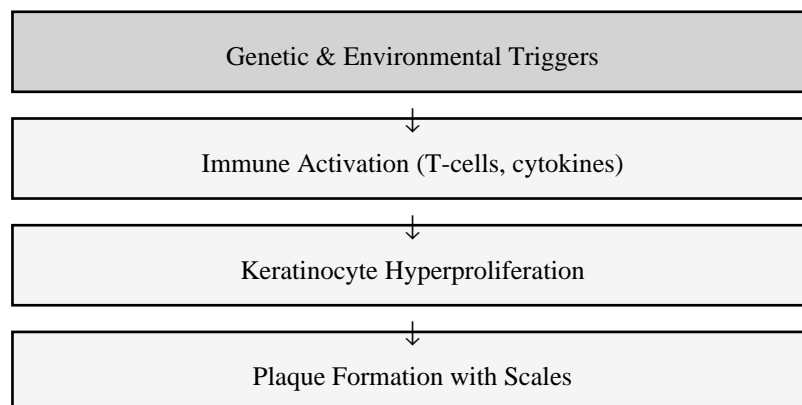 Genetic & Environmental Triggers
↓
Immune Activation (T-cells, cytokines)
↓
Keratinocyte Hyperproliferation
↓
Plaque Formation with Scales